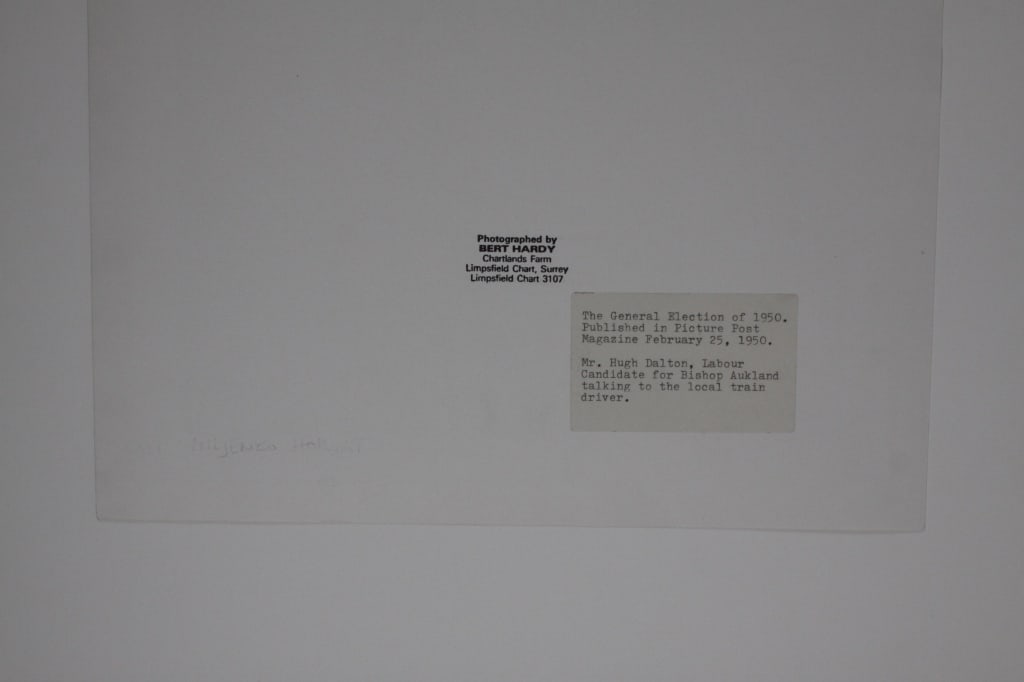 Photographed by
BERT HARDY
Chartlands Farm
Limpsfield Chart, Surrey
Limpsfield Chart 3107
The General Election of 1950.
Published in Picture Post
Magazine February 25, 1950.
Mr. Hugh Dalton, Labour
Candidate for Bishop Aukland
talking to the local train
driver.